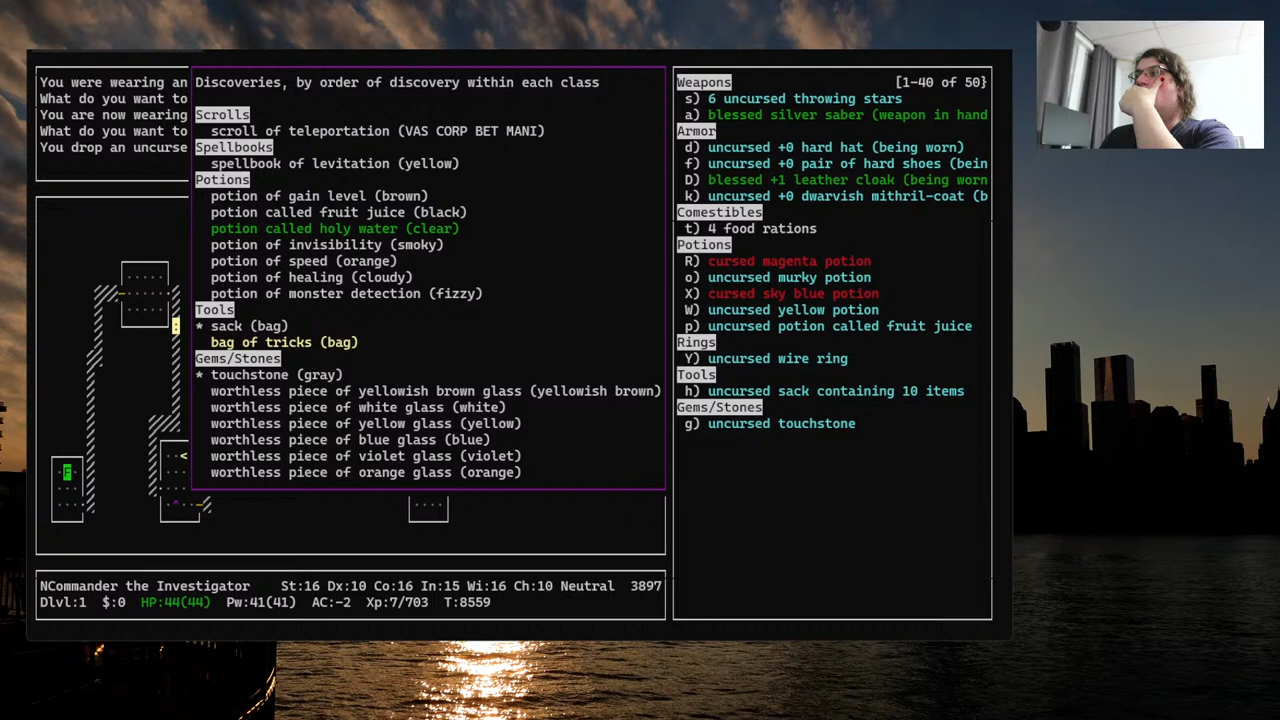 You were wearing an
What do you want to
You are now wearing
What do you want to
You drop an uncurse
Discoveries, by order of discovery within each class
Scrolls
scroll of teleportation (VAS CORP BET MANI)
Spellbooks
spellbook of levitation (yellow)
Potions
potion of gain level (brown)
potion called fruit juice (black)
potion called holy water (clear)
potion of invisibility (smoky)
potion of speed (orange)
potion of healing (cloudy)
potion of monster detection (fizzy)
Tools
* sack (bag)
bag of tricks (bag)
Gems/Stones
* touchstone (gray)
worthless piece of yellowish brown glass (yellowish brown)
worthless piece of white glass (white)
worthless piece of yellow glass (yellow)
worthless piece of blue glass (blue)
worthless piece of violet glass (violet)
worthless piece of orange glass (orange)
F
<
^
NCommander the Investigator St:16 Dx:10 Co:16 In:15 Wi:16 Ch:10 Neutral 3897
Dlvl:1 $:0 HP:44(44) Pw:41(41) AC:-2 Xp:7/703 T:8559
Weapons [1-40 of 50}
s) 6 uncursed throwing stars
a) blessed silver saber (weapon in hand
Armor
d) uncursed +0 hard hat (being worn)
f) uncursed +0 pair of hard shoes (bein
D) blessed +1 leather cloak (being worn
k) uncursed +0 dwarvish mithril-coat (b
Comestibles
t) 4 food rations
Potions
R) cursed magenta potion
o) uncursed murky potion
X) cursed sky blue potion
W) uncursed yellow potion
p) uncursed potion called fruit juice
Rings
Y) uncursed wire ring
Tools
h) uncursed sack containing 10 items
Gems/Stones
g) uncursed touchstone